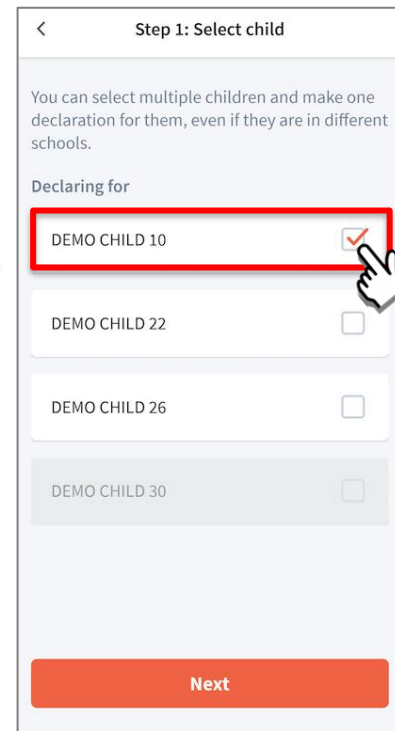 Step 1: Select child
You can select multiple children and make one
declaration for them, even if they are in different
schools.
Declaring for
DEMO CHILD 10
DEMO CHILD 22
DEMO CHILD 26
DEMO CHILD 30
Next